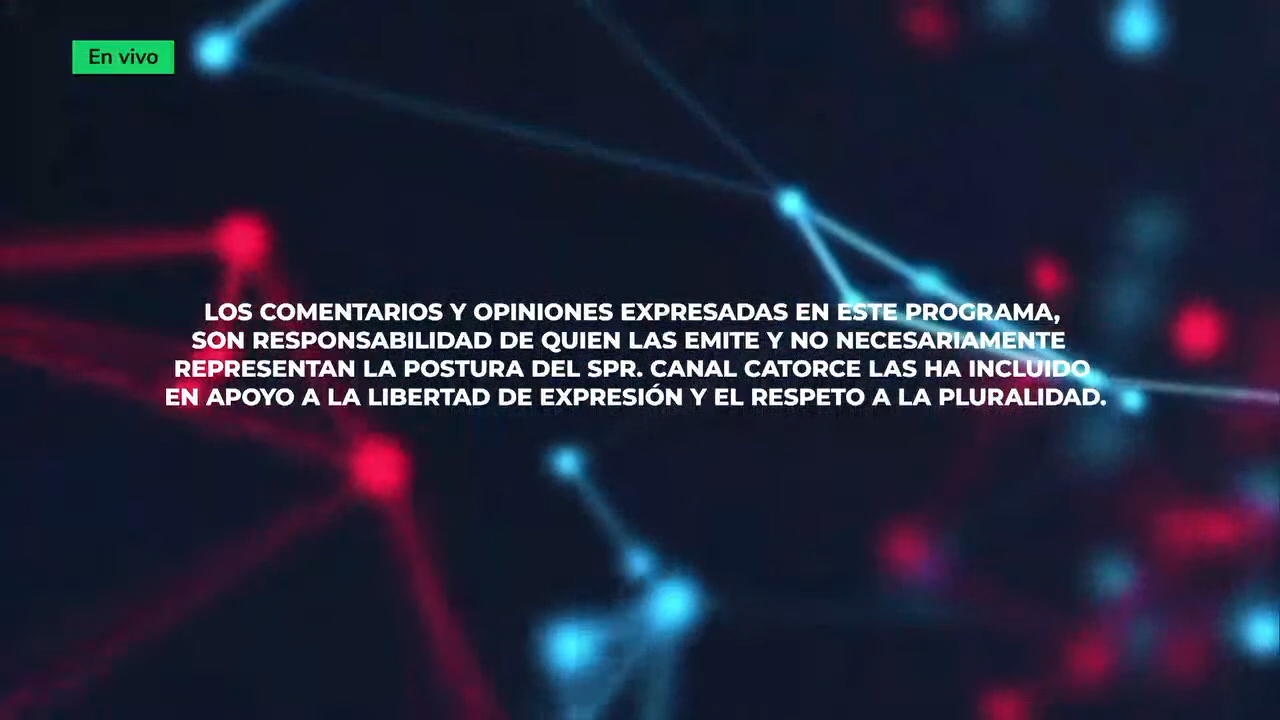 En vivo
LOS COMENTARIOS Y OPINIONES EXPRESADAS EN ESTE PROGRAMA,
SON RESPONSABILIDAD DE QUIEN LAS EMITE Y NO NECESARIAMENTE
REPRESENTAN LA POSTURA DEL SPR. CANAL CATORCE LAS HA INCLUIDO
EN APOYO A LA LIBERTAD DE EXPRESIÓN Y EL RESPETO A LA PLURALIDAD.